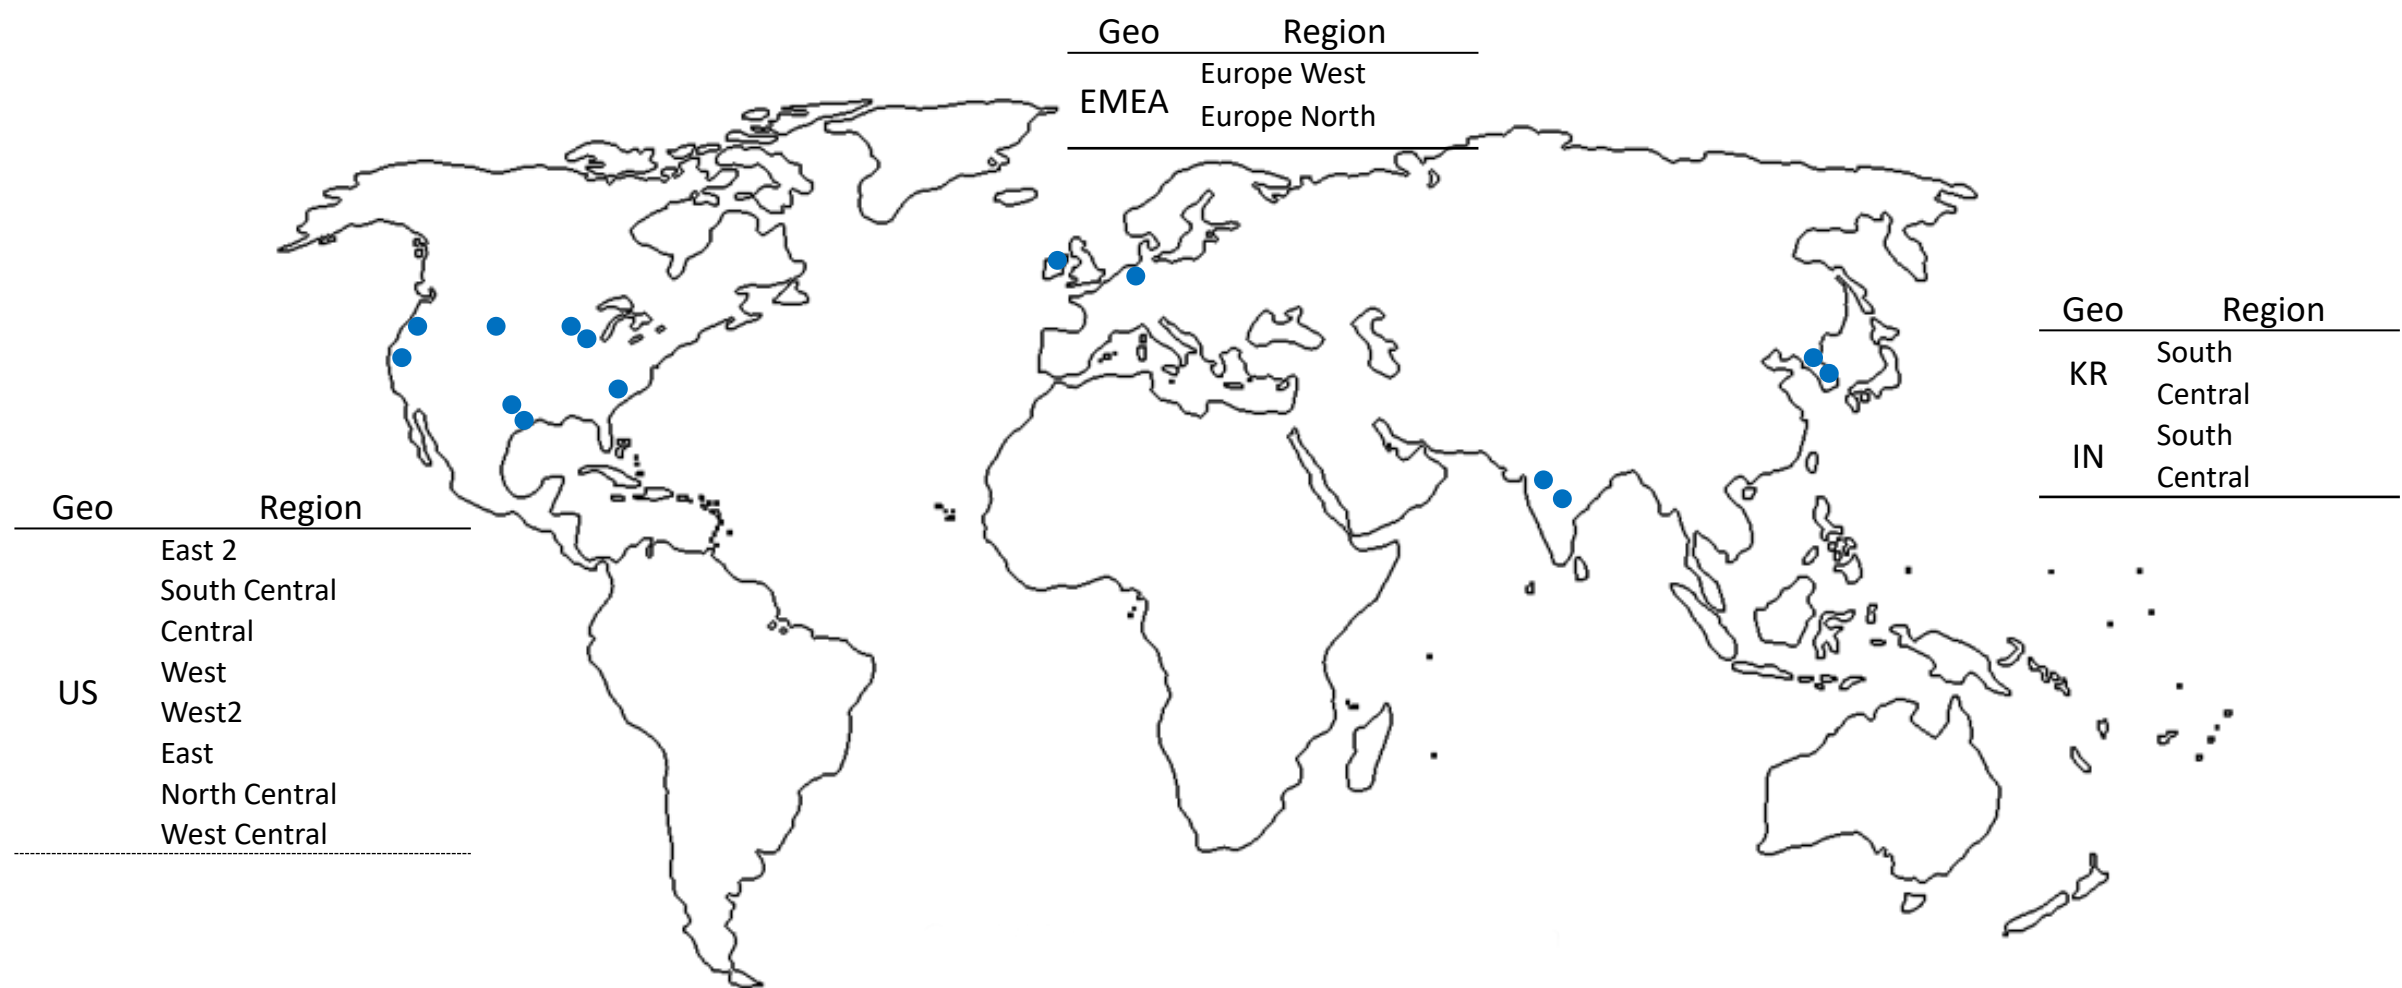 Geo Region
EMEA
Europe West
Europe North
Geo Region
KR
South
Central
IN
South
Central
Geo Region
US
East 2
South Central
Central
West
West2
East
North Central
West Central